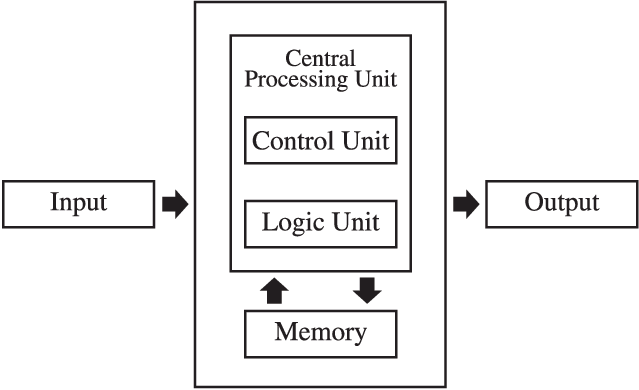 Central
Processing Unit
Control Unit
Input
Logic Unit
Output
Memory